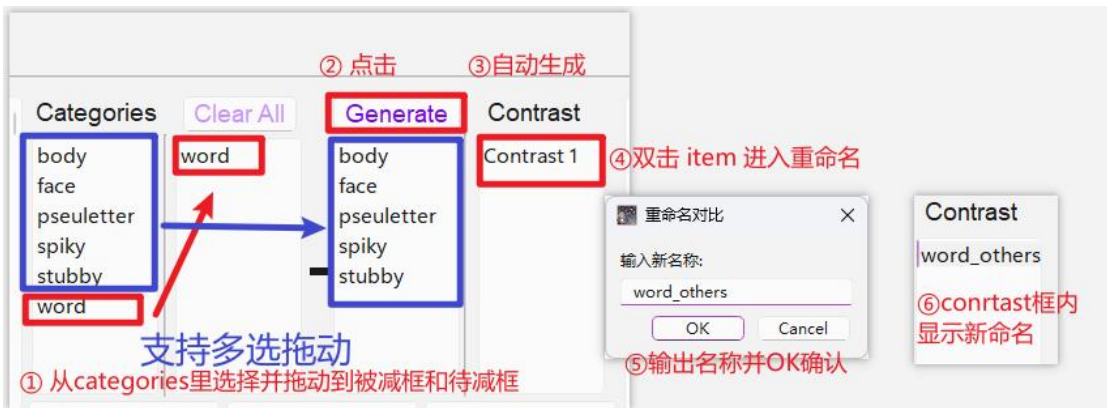 ② 点击
③自动生成
Categories
Clear All
Generate
Contrast
body
face
pseuletter
spiky
stubby
word
word
body
face
pseuletter
spiky
stubby
Contrast 1
④双击 item 进入重命名
支持多选拖动
① 从categories里选择并拖动到被减框和待减框
重命名对比
输入新名称:
word_others
OK
Cancel
⑤输出名称并OK确认
Contrast
word_others
⑥conrtast框内
显示新命名